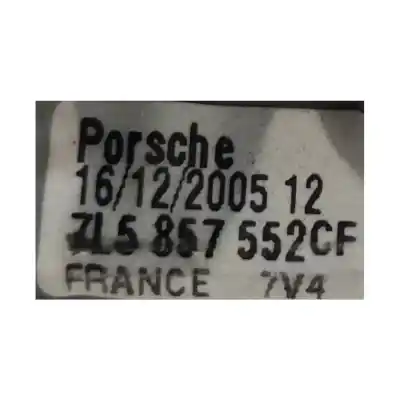 Porsche
16/12/2005 12
7L5 857 552CF
FRANCE 7V4